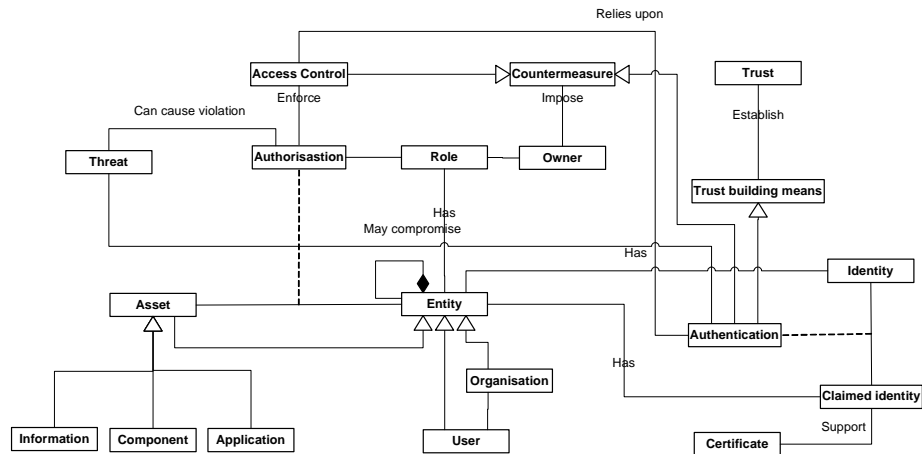 Relies upon
Access Control
Countermeasure
Trust
Enforce
Impose
Can cause violation
Establish
Threat
Authorisastion
Role
Owner
Trust building means
Has
May compromise
Has
Identity
Asset
Entity
Authentication
Has
Organisation
Claimed identity
Information
Component
Application
User
Support
Certificate